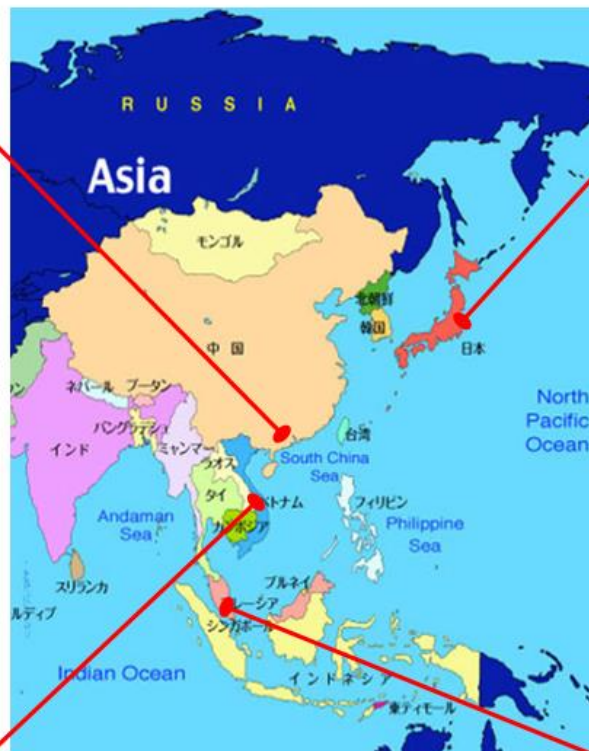 RUSSIA
Asia
モンゴル
北朝鮮
韓国
日本
中国
North
Pacific
Ocean
ネパール
ブータン
バングラデシュ
ミャンマー
インド
ラオス
台湾
South China
Sea
タイ
ベトナム
フィリピン
Andaman
Sea
カンボジア
Philippine
Sea
スリランカ
ルディブ
ブルネイ
レーシア
シンガポール
Indian Ocean
インドネシア
東ティモール